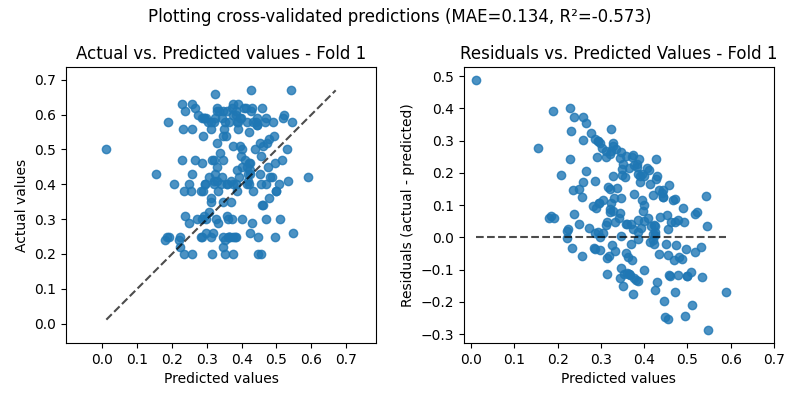 Plotting cross-validated predictions (MAE=0.134, R²=-0.573)
Actual vs. Predicted values - Fold 1
Actual values
0.7
0.6
0.5
0.4
0.3
0.2
0.1
0.0
0.0 0.1 0.2 0.3 0.4 0.5 0.6 0.7
Predicted values
Residuals vs. Predicted Values - Fold 1
Residuals (actual - predicted)
0.5
0.4
0.3
0.2
0.1
0.0
−0.1
−0.2
−0.3
0.0 0.1 0.2 0.3 0.4 0.5 0.6 0.7
Predicted values